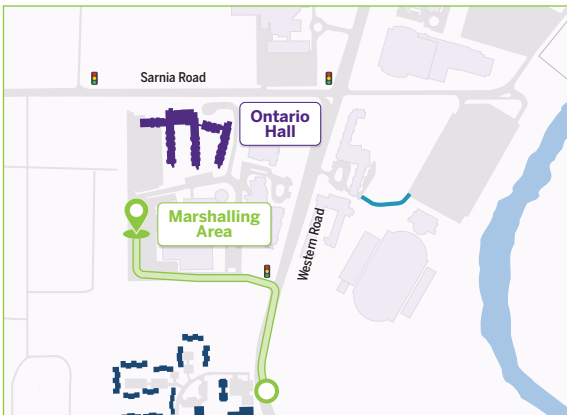 Sarnia Road
Ontario
Hall
Marshalling
Area
Western Road